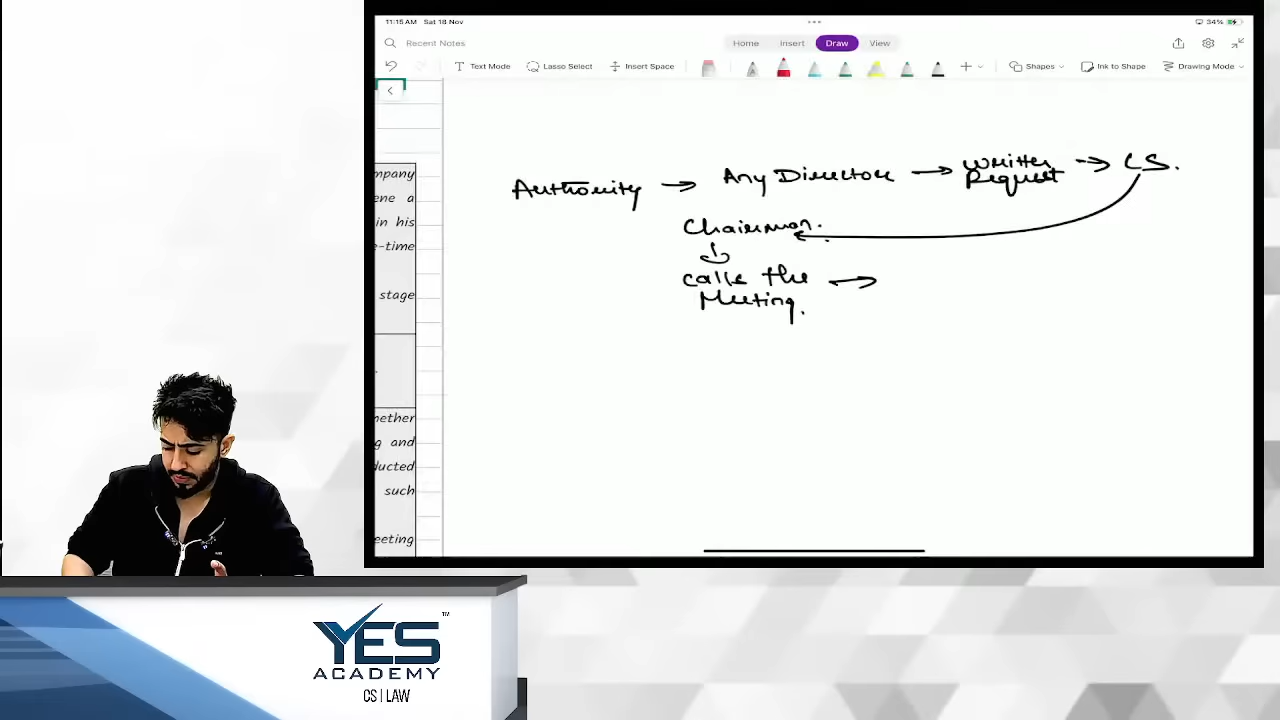 11:15 AM Sat 18 Nov
34%
Recent Notes
Home Insert Draw View
Text Mode Lasso Select Insert Space Shapes Ink to Shape Drawing Mode
mpany
ene a
in his
e-time
stage
nether
g and
ducted
such
eeting
Authority → Any Director → Written Request → CS.
Chairman.
calls the →
Meeting.
YES™
ACADEMY
CS | LAW